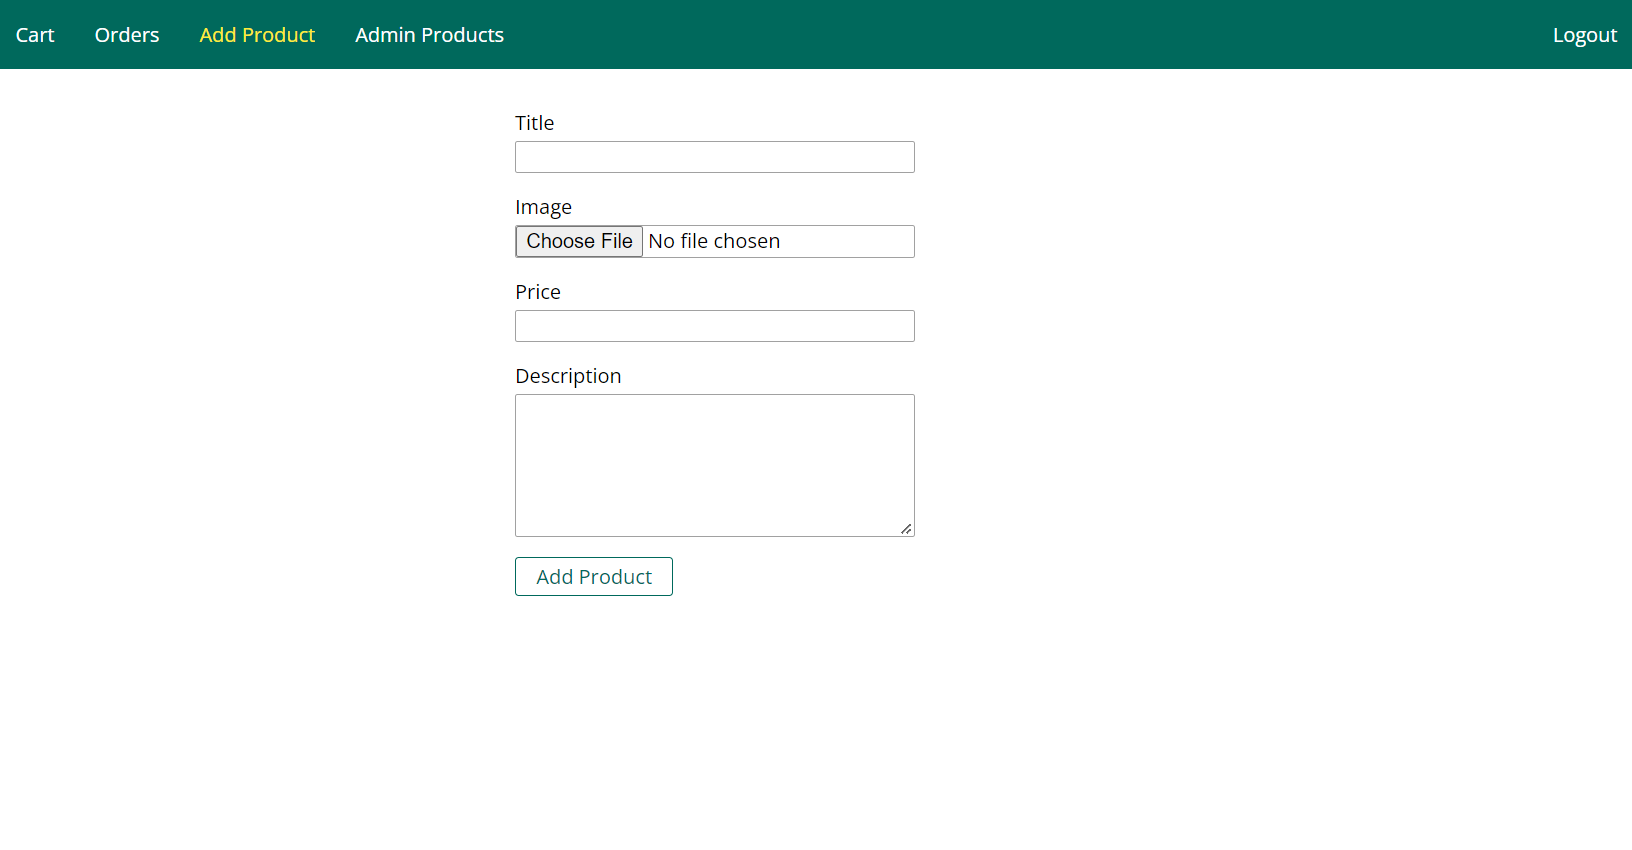 Cart Orders Add Product Admin Products Logout
Title
Image
Choose File No file chosen
Price
Description
Add Product